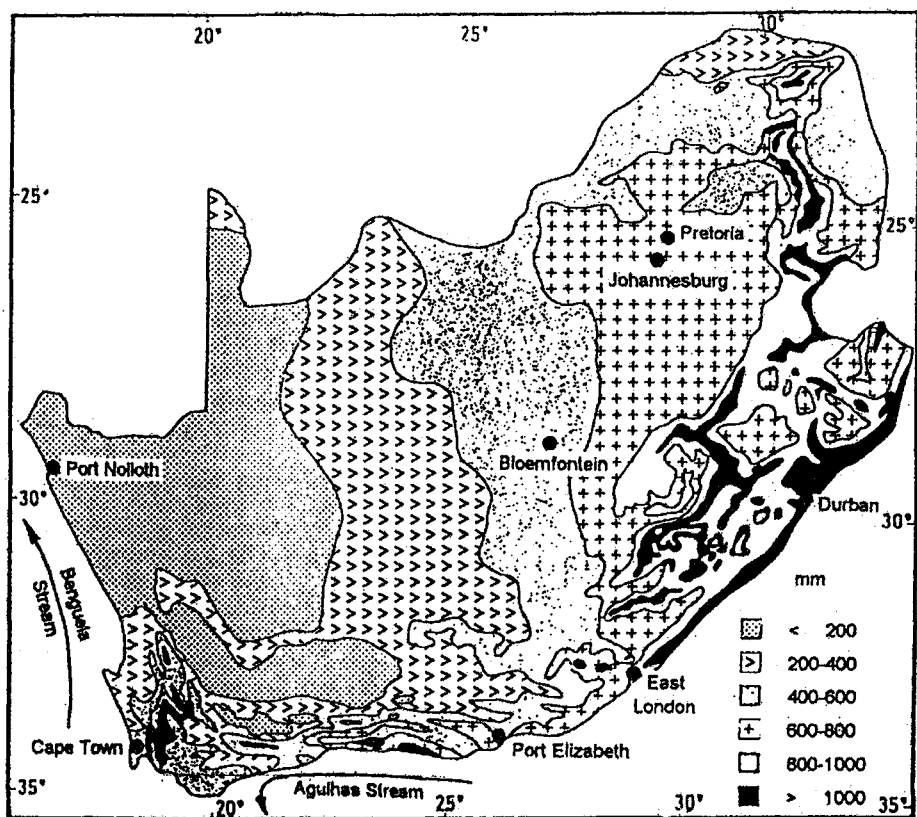 20° 25° 30°
25° 25°
Pretoria
Johannesburg
Bloemfontein
Port Nolloth
30° 30°
Durban
Benguela
Stream
mm
< 200
> 200-400
400-600
+ 600-800
800-1000
> 1000
East
London
Cape Town
Port Elizabeth
Agulhas Stream
35° 20° 25° 30° 35°